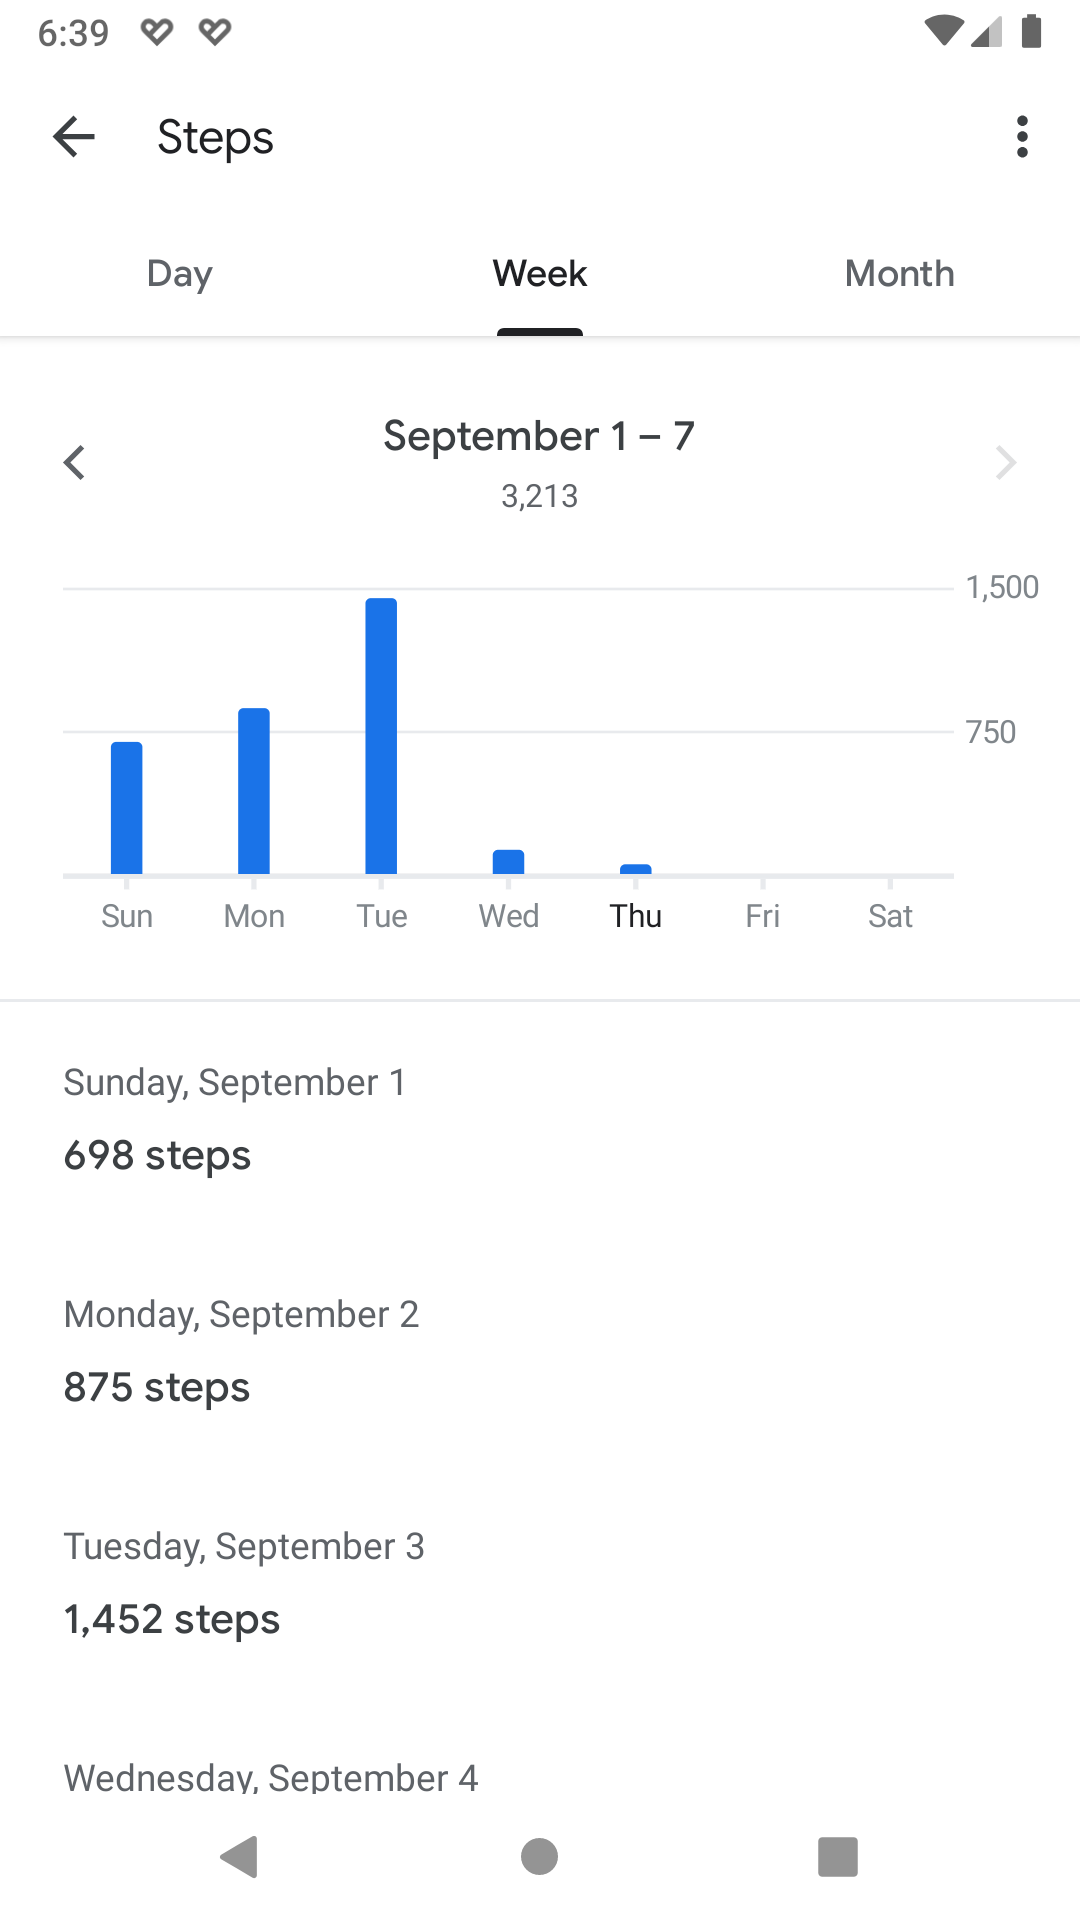 6:39
Steps
Day Week Month
September 1 – 7
3,213
1,500
750
Sun Mon Tue Wed Thu Fri Sat
Sunday, September 1
698 steps
Monday, September 2
875 steps
Tuesday, September 3
1,452 steps
Wednesday, September 4